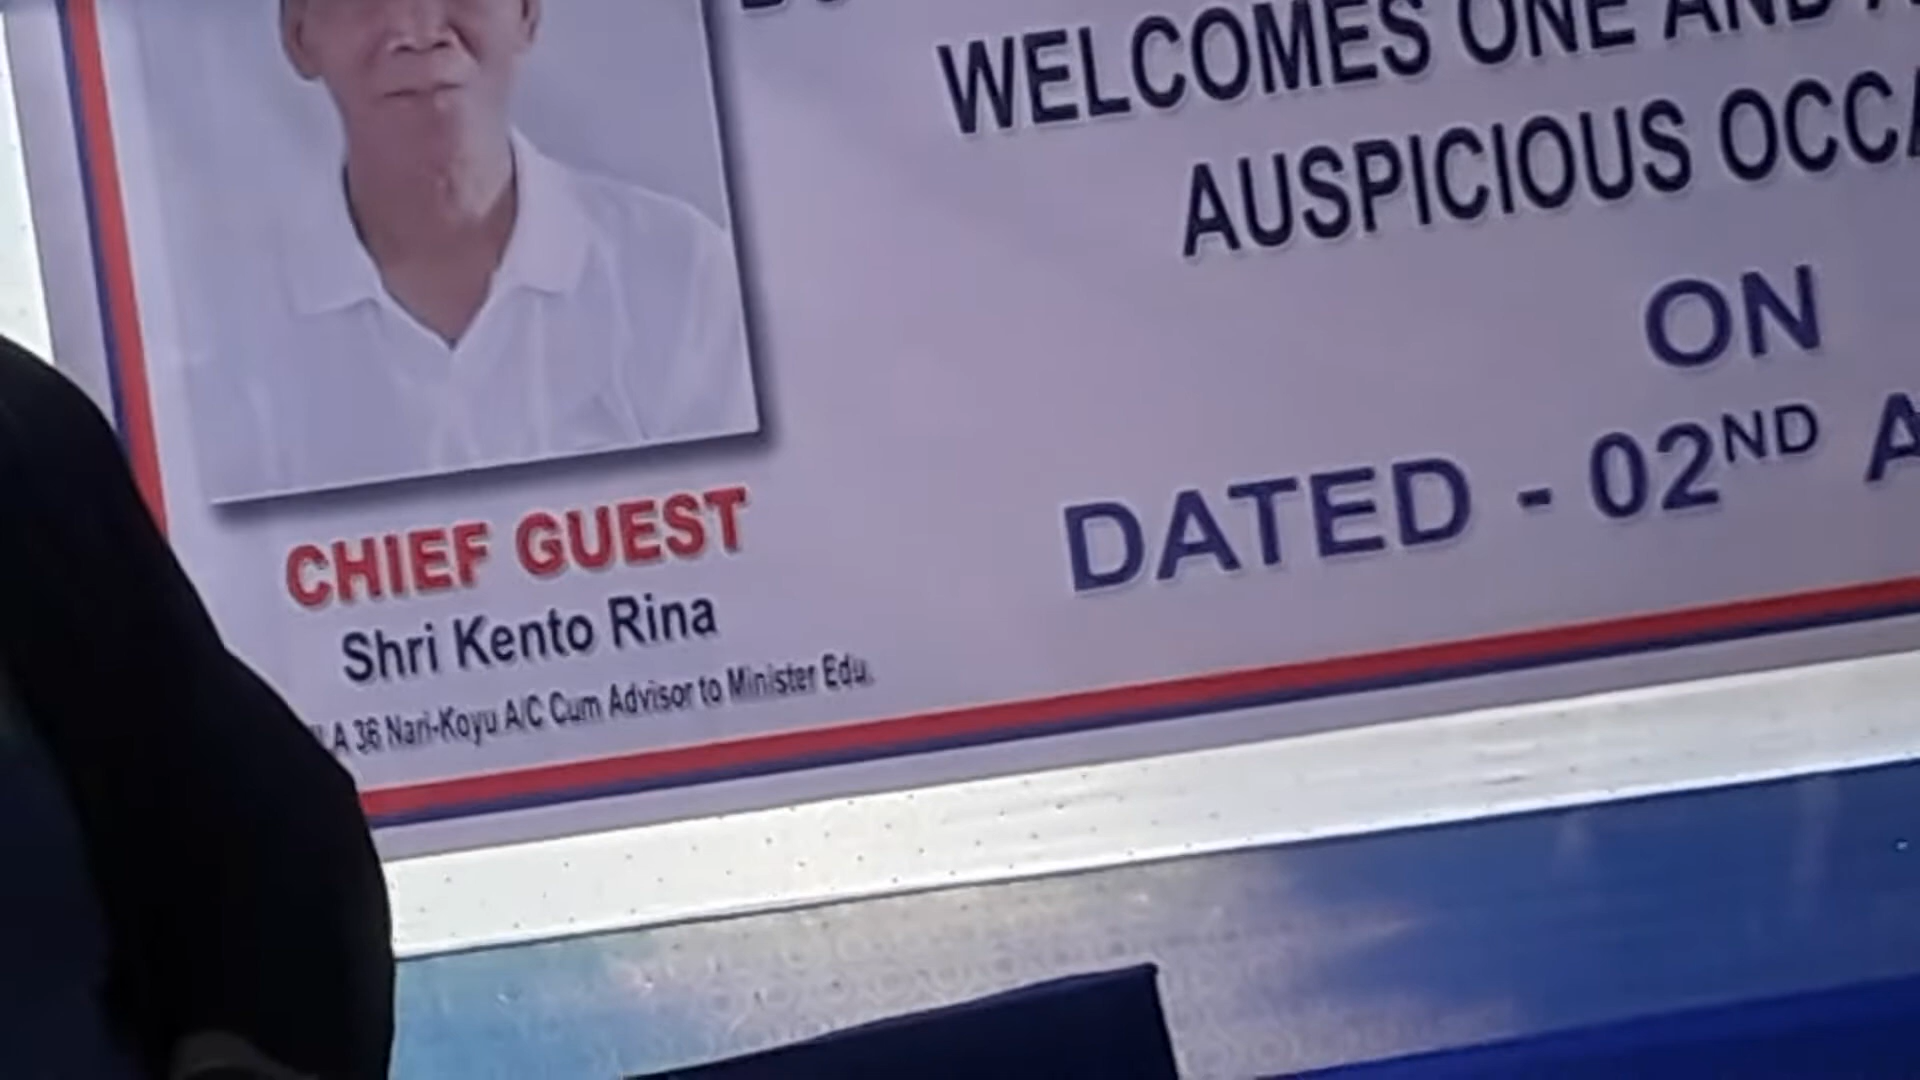 WELCOMES ONE AND
AUSPICIOUS
ON
DATED - 02ND
CHIEF GUEST
Shri Kento Rina
A 36 Nari-Koyu A/C Cum Advisor to Minister Edu.